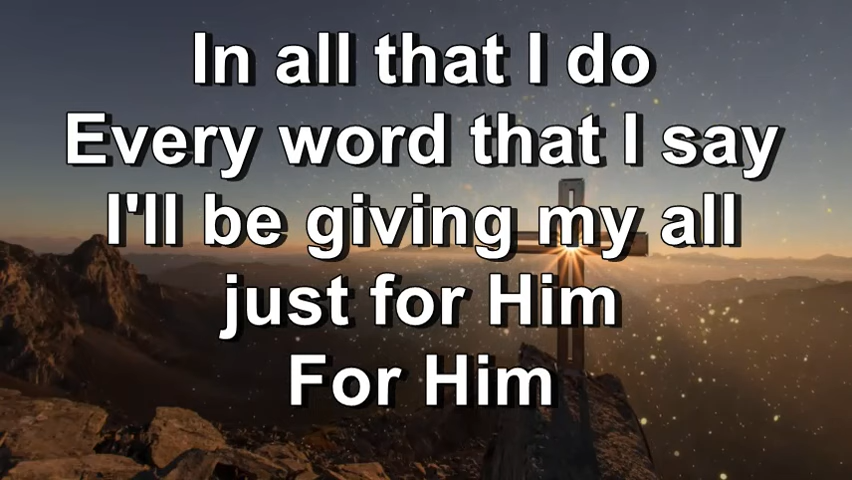 In all that I do
Every word that I say
I'll be giving my all
just for Him
For Him